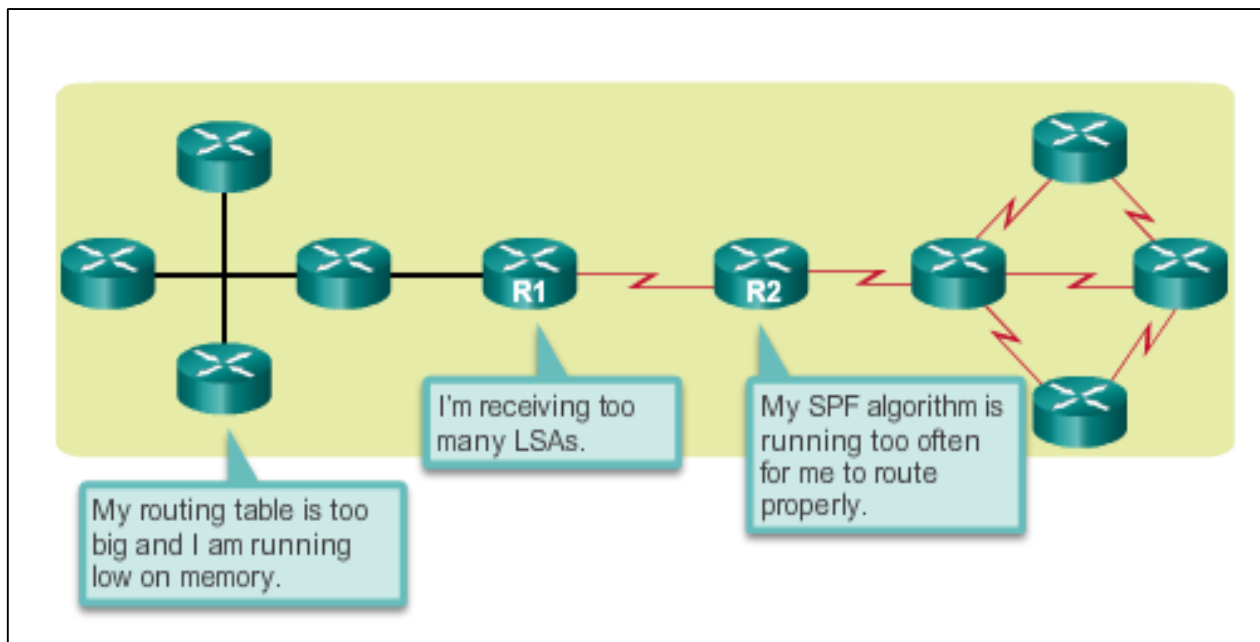 R1
R2
I'm receiving too
many LSAs.
My SPF algorithm is
running too often
for me to route
properly.
My routing table is too
big and I am running
low on memory.